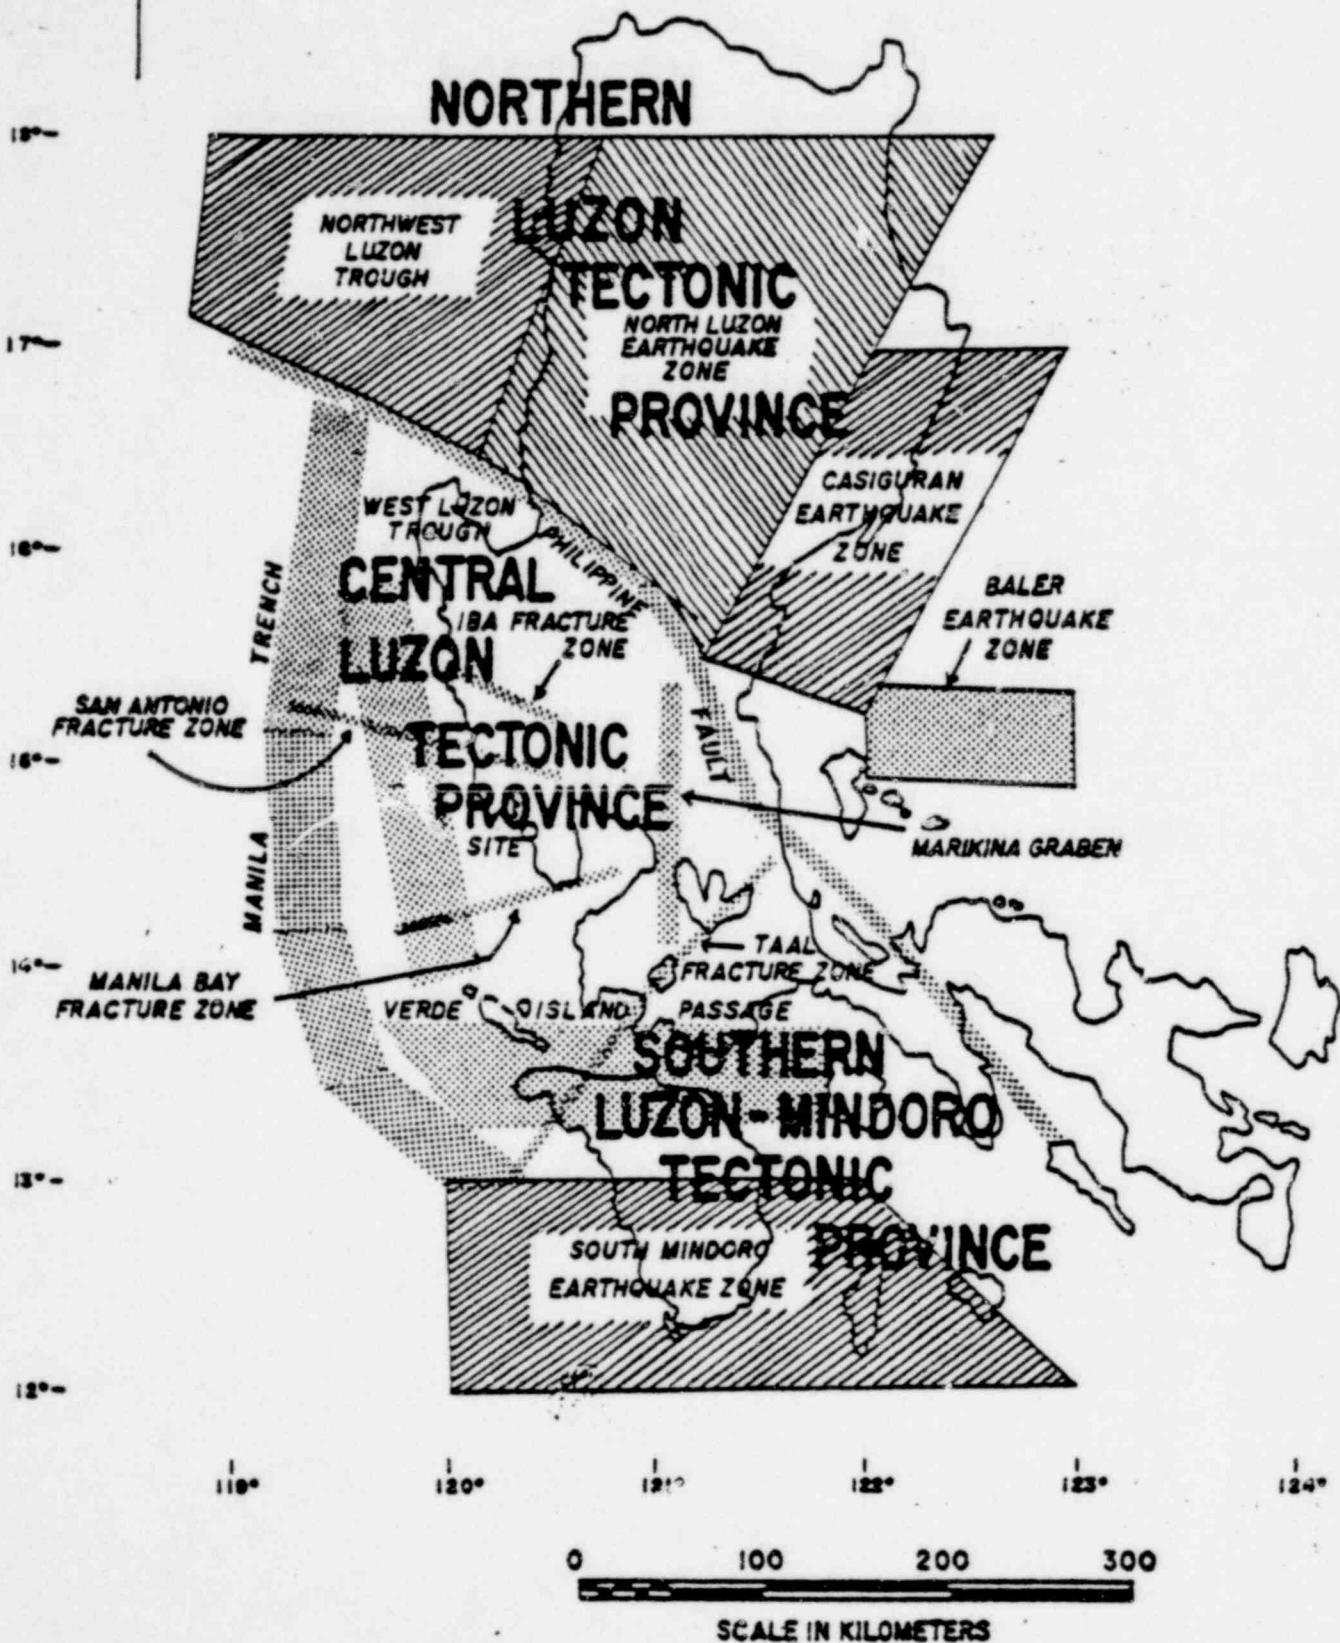 NORTHERN
18°
NORTHWEST
LUZON
TROUGH
LUZON
TECTONIC
NORTH LUZON
EARTHQUAKE
ZONE
PROVINCE
17°
CASIGURAN
EARTHQUAKE
ZONE
WEST LUZON
TROUGH
PHILIPPINE
FAULT
16°
CENTRAL
LUZON
TECTONIC
PROVINCE
IBA FRACTURE
ZONE
BALER
EARTHQUAKE
ZONE
TRENCH
MANILA
SAN ANTONIO
FRACTURE ZONE
15°
SITE
MARIKINA GRABEN
TAAL
FRACTURE ZONE
14°
MANILA BAY
FRACTURE ZONE
VERDE ISLAND PASSAGE
SOUTHERN
LUZON-MINDORO
TECTONIC
PROVINCE
13°
SOUTH MINDORO
EARTHQUAKE ZONE
12°
119° 120° 121° 122° 123° 124°
0 100 200 300
SCALE IN KILOMETERS